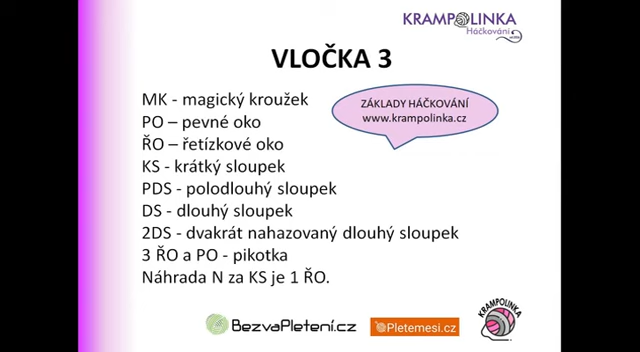 KRAMPOLINKA
Háčkování
VLOČKA 3
MK - magický kroužek
PO – pevné oko
ŘO – řetízkové oko
KS - krátký sloupek
PDS - polodlouhý sloupek
DS - dlouhý sloupek
2DS - dvakrát nahazovaný dlouhý sloupek
3 ŘO a PO - pikotka
Náhrada N za KS je 1 ŘO.
ZÁKLADY HÁČKOVÁNÍ
www.krampolinka.cz
BezvaPletení.cz
Pletemesi.cz
KRAMPOLINKA